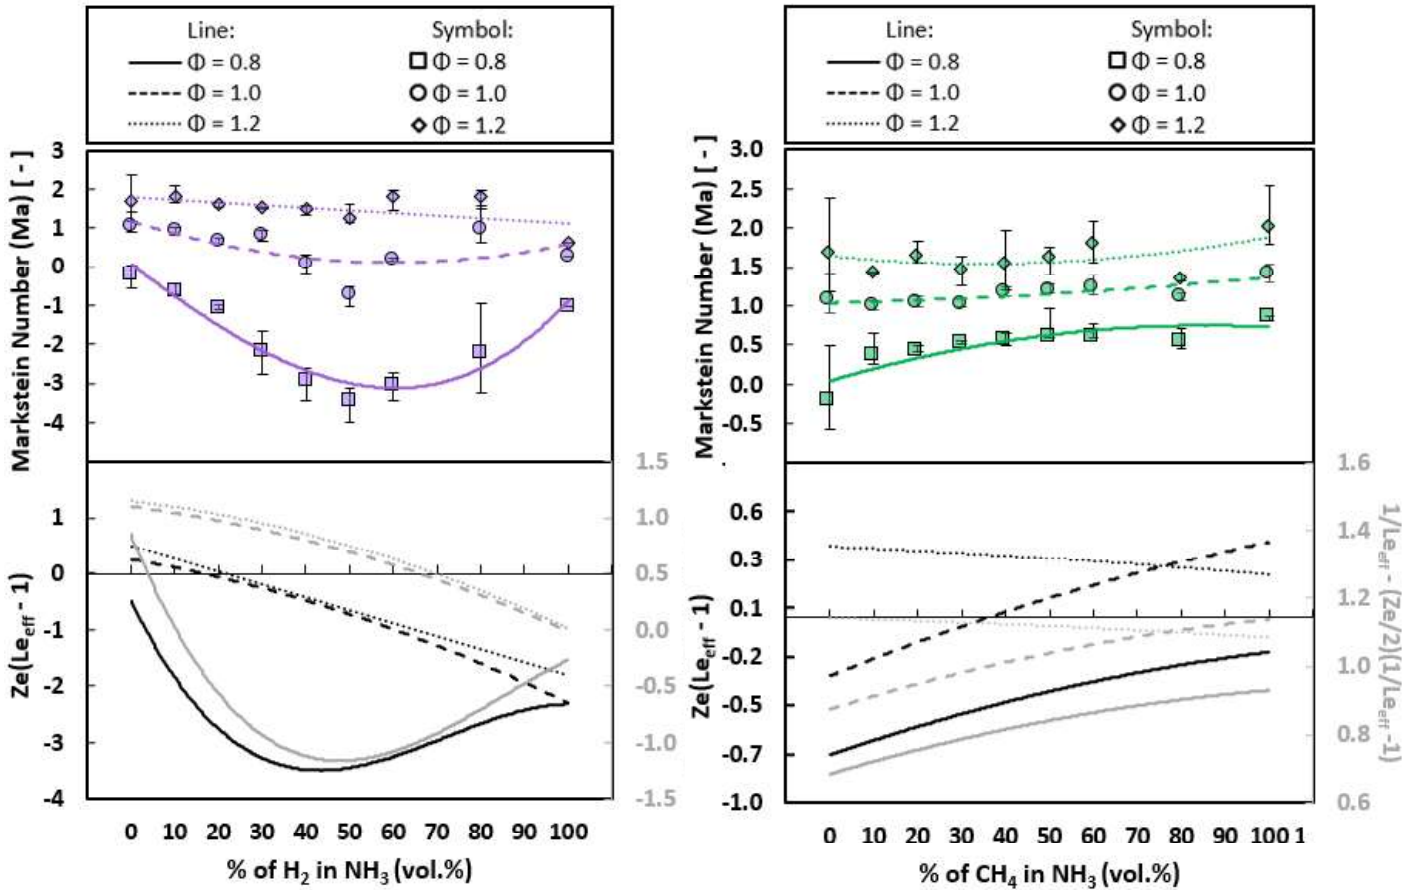 Line: Symbol:
Φ = 0.8 Φ = 0.8
Φ = 1.0 Φ = 1.0
Φ = 1.2 Φ = 1.2
Markstein Number (Ma) [ - ]
3
2
1
0
-1
-2
-3
-4
Ze(Le_eff - 1)
1
0
-1
-2
-3
-4
1.5
1.0
0.5
0.0
-0.5
-1.0
-1.5
0 10 20 30 40 50 60 70 80 90 100
% of H₂ in NH₃ (vol.%)
Line: Symbol:
Φ = 0.8 Φ = 0.8
Φ = 1.0 Φ = 1.0
Φ = 1.2 Φ = 1.2
Markstein Number (Ma) [ - ]
3.0
2.5
2.0
1.5
1.0
0.5
0.0
-0.5
Ze(Le_eff - 1)
0.6
0.3
0.1
-0.2
-0.5
-0.7
-1.0
1.6
1.4
1.2
1.0
0.8
0.6
1/Le_eff - (Ze/2)(1/Le_eff -1)
0 10 20 30 40 50 60 70 80 90 100 1
% of CH₄ in NH₃ (vol.%)